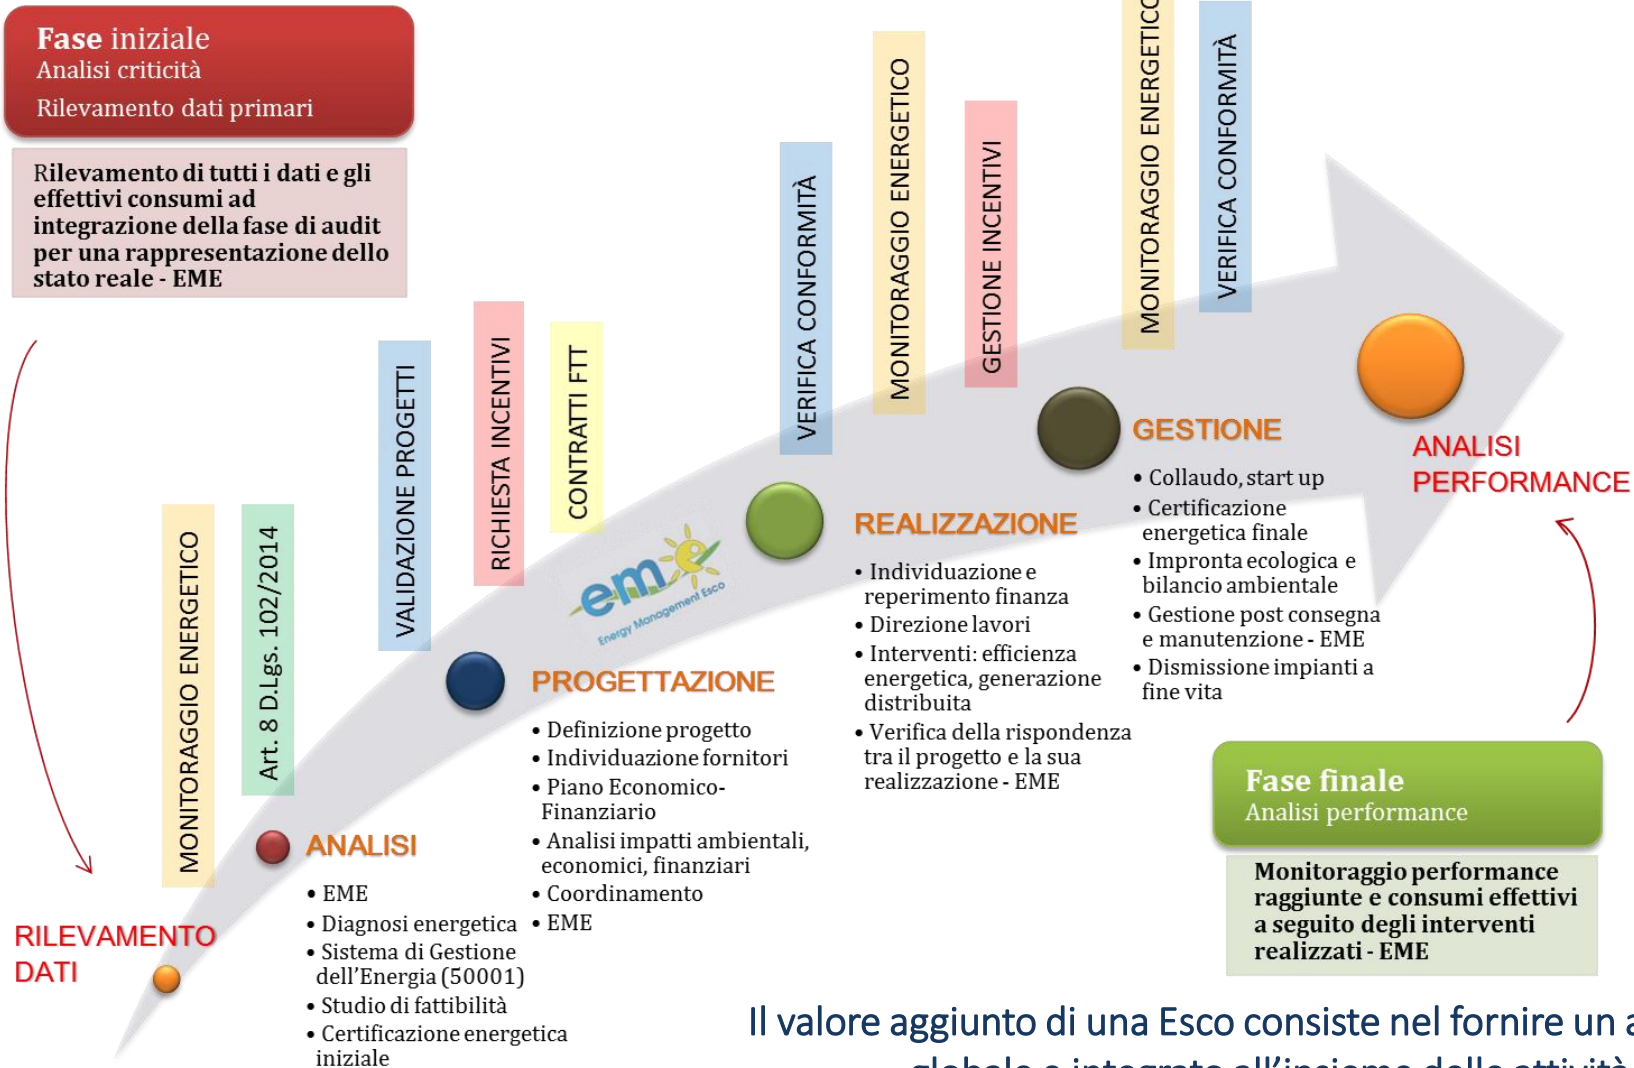 Fase iniziale
Analisi criticità
Rilevamento dati primari
Rilevamento di tutti i dati e gli
effettivi consumi ad
integrazione della fase di audit
per una rappresentazione dello
stato reale - EME
RILEVAMENTO
DATI
MONITORAGGIO ENERGETICO
Art. 8 D.Lgs. 102/2014
ANALISI
• EME
• Diagnosi energetica
• Sistema di Gestione
dell'Energia (50001)
• Studio di fattibilità
• Certificazione energetica
iniziale
VALIDAZIONE PROGETTI
RICHIESTA INCENTIVI
CONTRATTI FTT
eme
Energy Management Esco
PROGETTAZIONE
• Definizione progetto
• Individuazione fornitori
• Piano Economico-
Finanziario
• Analisi impatti ambientali,
economici, finanziari
• Coordinamento
• EME
VERIFICA CONFORMITÀ
MONITORAGGIO ENERGETICO
GESTIONE INCENTIVI
REALIZZAZIONE
• Individuazione e
reperimento finanza
• Direzione lavori
• Interventi: efficienza
energetica, generazione
distribuita
• Verifica della rispondenza
tra il progetto e la sua
realizzazione - EME
MONITORAGGIO ENERGETICO
VERIFICA CONFORMITÀ
GESTIONE
• Collaudo, start up
• Certificazione
energetica finale
• Impronta ecologica e
bilancio ambientale
• Gestione post consegna
e manutenzione - EME
• Dismissione impianti a
fine vita
ANALISI
PERFORMANCE
Fase finale
Analisi performance
Monitoraggio performance
raggiunte e consumi effettivi
a seguito degli interventi
realizzati - EME
Il valore aggiunto di una Esco consiste nel fornire un
globale e integrato all'insieme delle attività